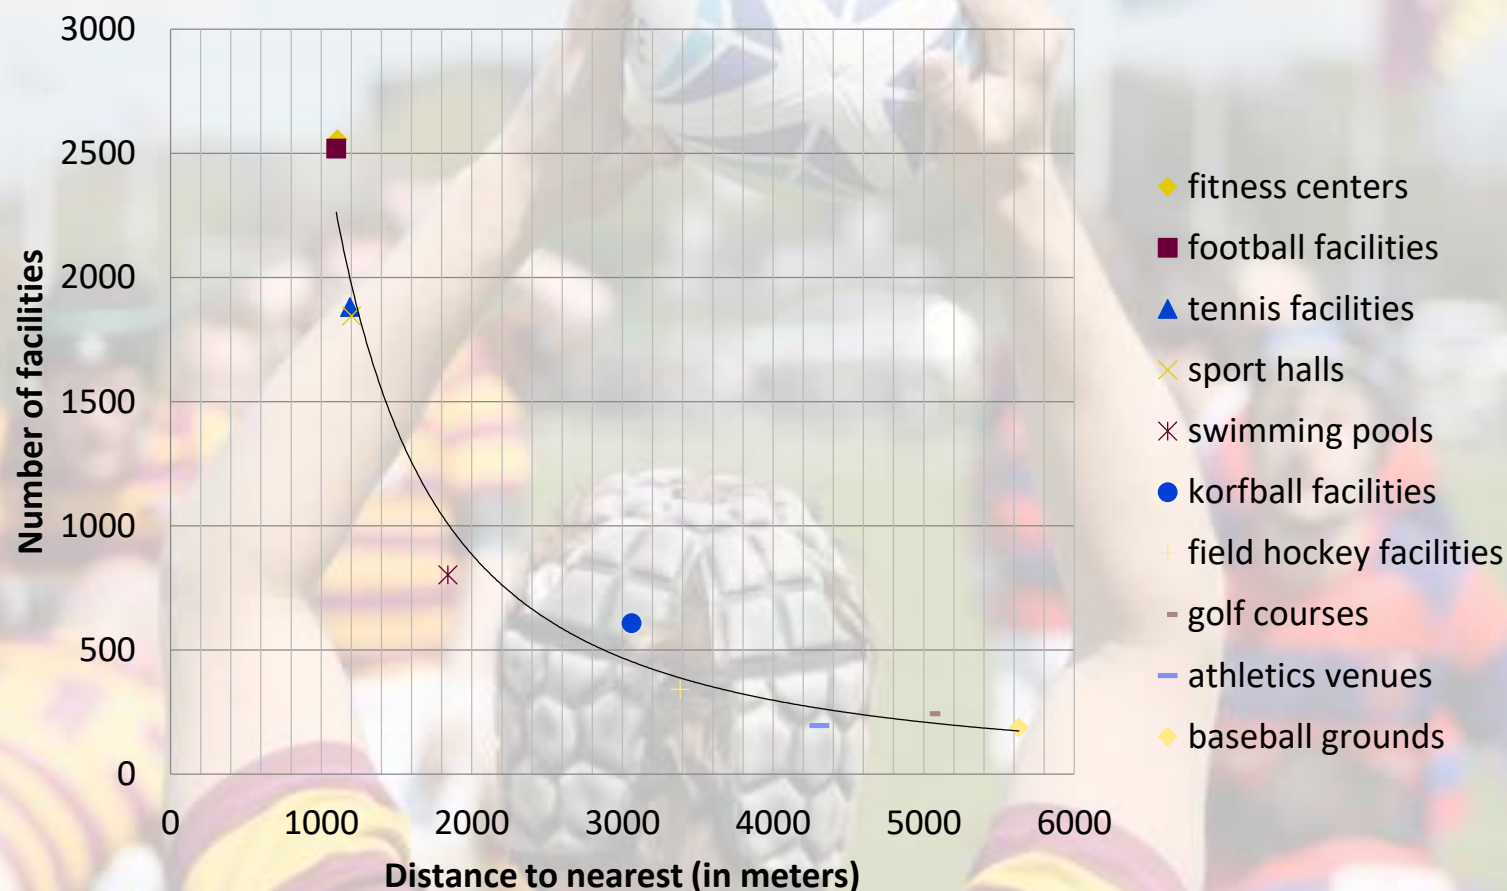 3000
2500
2000
1500
1000
500
0
Number of facilities
0 1000 2000 3000 4000 5000 6000
Distance to nearest (in meters)
fitness centers
football facilities
tennis facilities
sport halls
swimming pools
korfball facilities
field hockey facilities
golf courses
athletics venues
baseball grounds